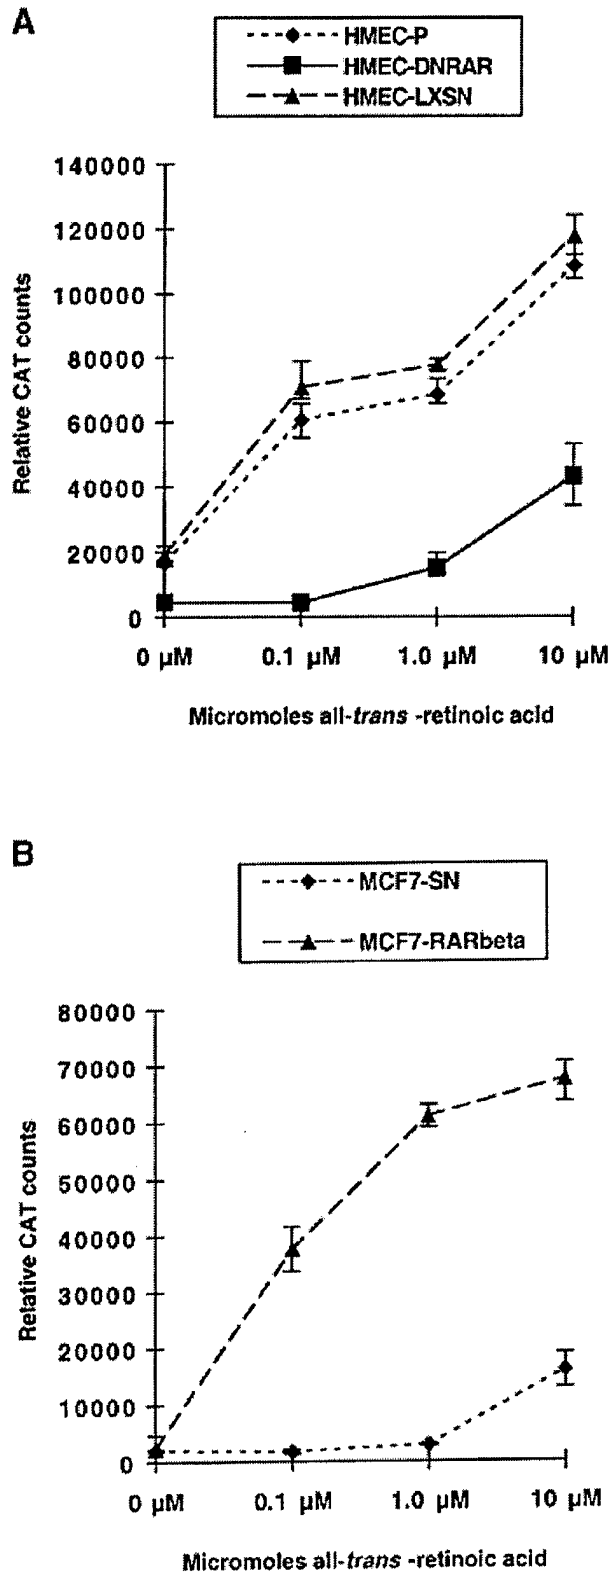 A
HMEC-P
HMEC-DNRAR
HMEC-LXSN
140000
120000
100000
80000
60000
40000
20000
0
Relative CAT counts
0 µM 0.1 µM 1.0 µM 10 µM
Micromoles all-trans -retinoic acid
B
MCF7-SN
MCF7-RARbeta
80000
70000
60000
50000
40000
30000
20000
10000
0
Relative CAT counts
0 µM 0.1 µM 1.0 µM 10 µM
Micromoles all-trans -retinoic acid